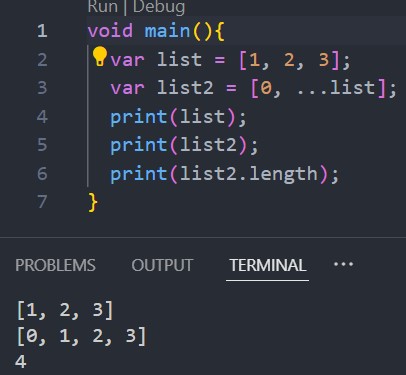 Run | Debug
1 void main(){
2 var list = [1, 2, 3];
3 var list2 = [0, ...list];
4 print(list);
5 print(list2);
6 print(list2.length);
7 }
PROBLEMS OUTPUT TERMINAL ...
[1, 2, 3]
[0, 1, 2, 3]
4